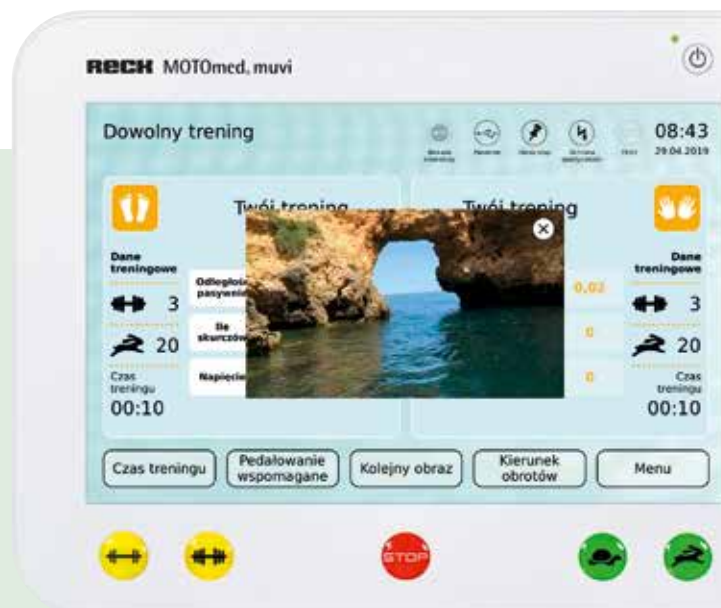 RECK MOTOmed. muvi
Dowolny trening
08:43
29.04.2019
Twój trening
Twój trening
Dane
treningowe
3
20
Czas
treningu
00:10
Odległość
pasywnie
Ile
skurczów
Napięcie
0,02
0
0
Dane
treningowe
3
20
Czas
treningu
00:10
Czas treningu
Pedałowanie
wspomagane
Kolejny obraz
Kierunek
obrotów
Menu
STOP